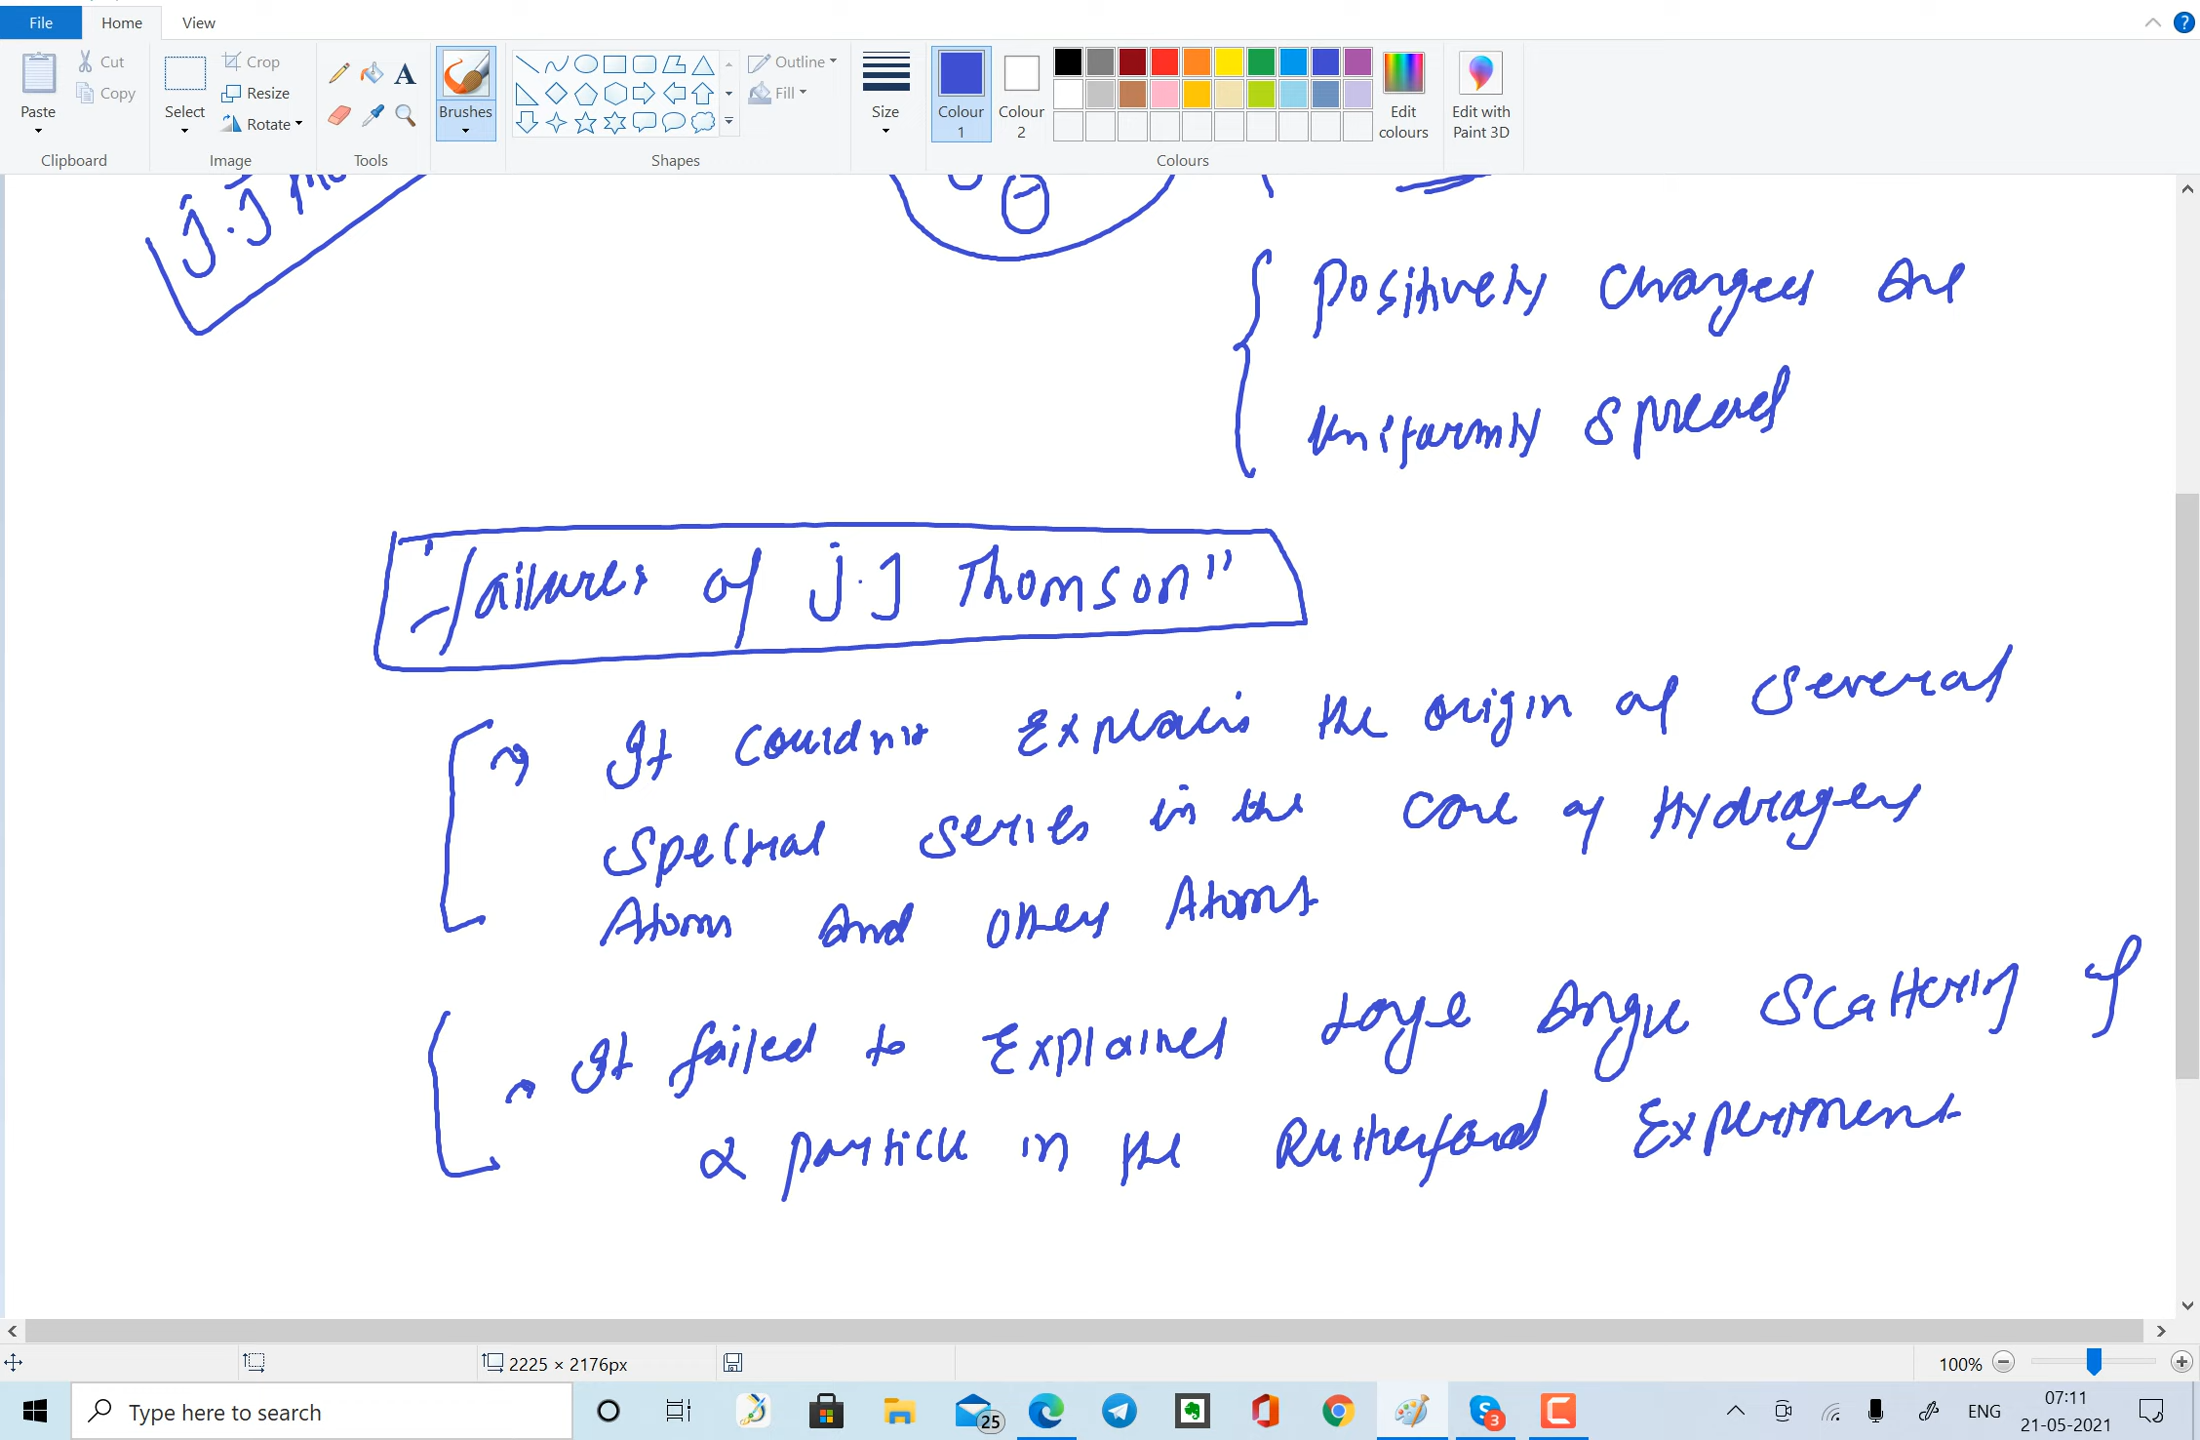 File Home View
Paste Cut Copy Clipboard
Select Crop Resize Rotate Image
A Tools
Brushes
Shapes Outline Fill
Size
Colour 1 Colour 2 Edit colours Edit with Paint 3D
Colours
J.J
Positively charged are
Uniformly Spread
"failures of J.J Thomson"
It couldn't Explain the origin of Several
Spectral Series in the case of Hydrogen
Atom And other Atoms
It failed to Explained Large Angle Scattering of
α particle in the Rutherford Experiment
2225 × 2176px 100%
Type here to search 25 3 ENG 07:11
21-05-2021